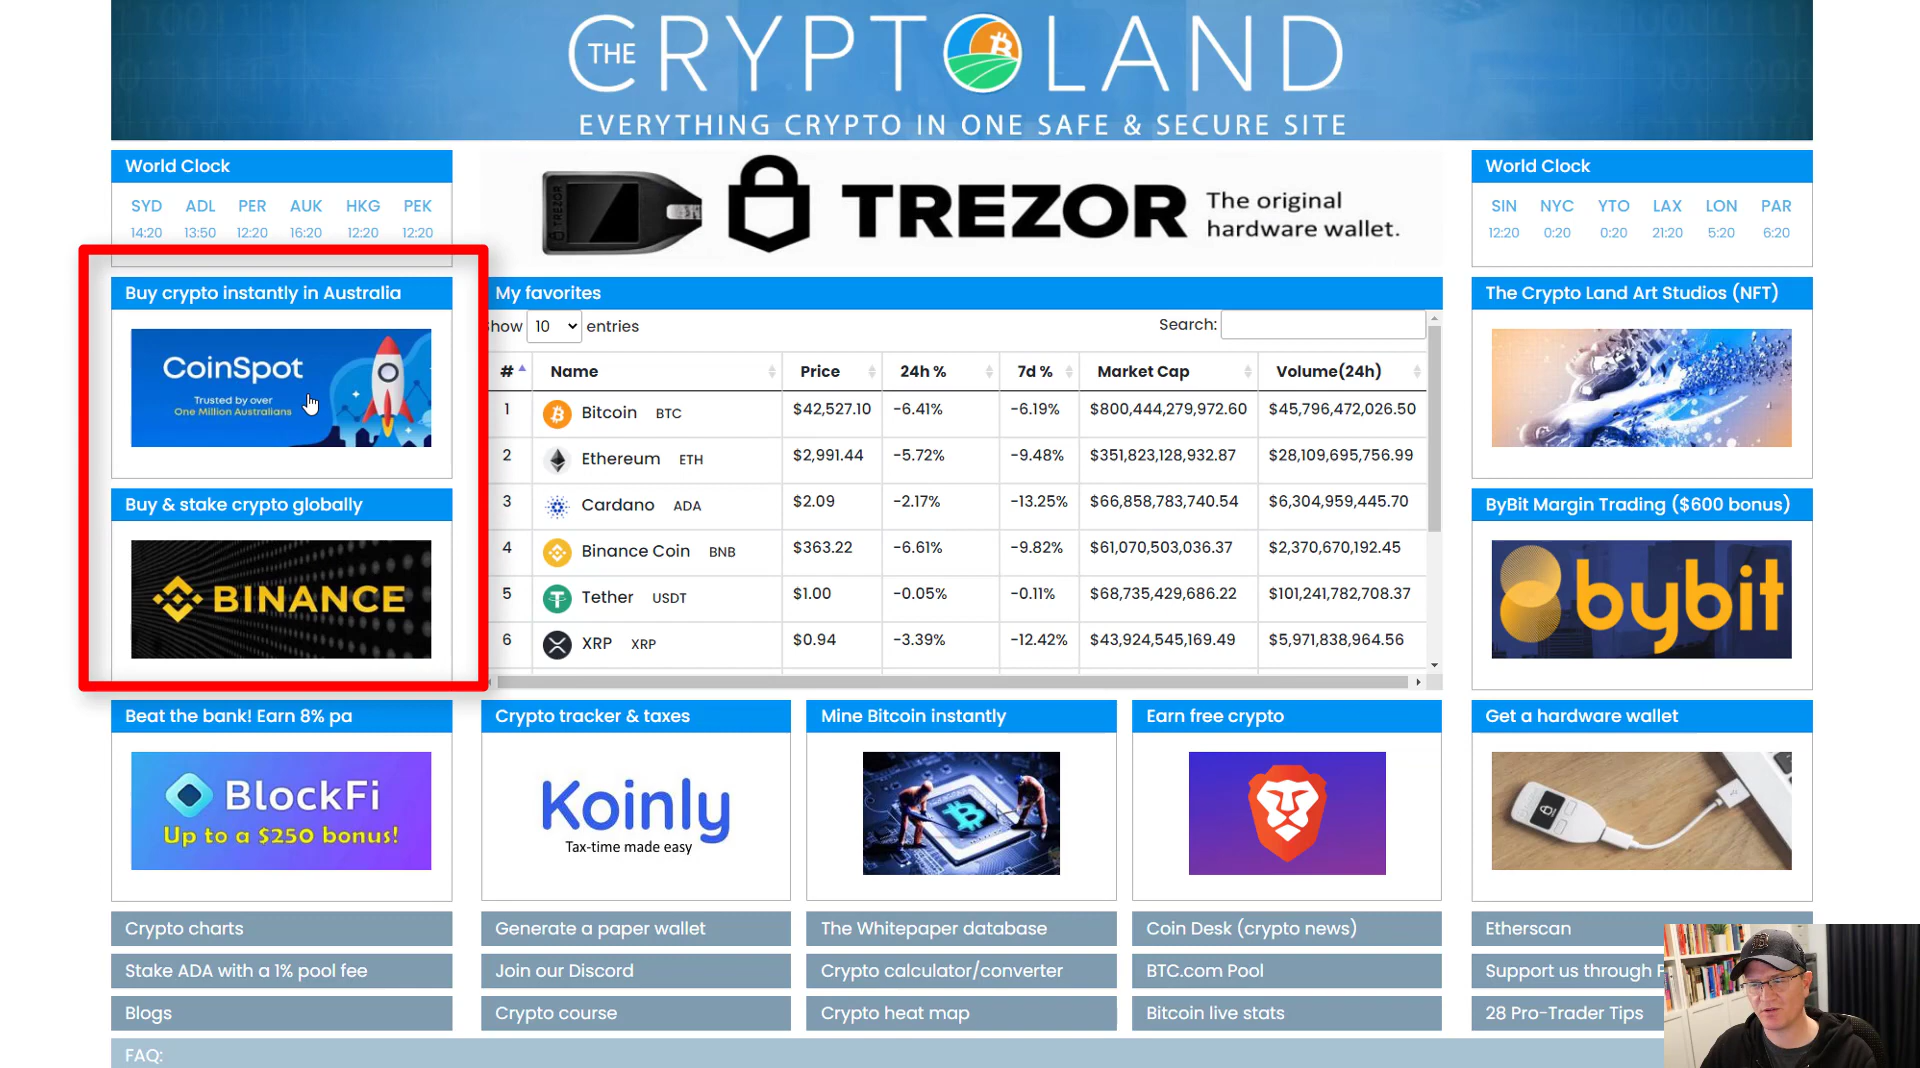 THE CRYPTOLAND
EVERYTHING CRYPTO IN ONE SAFE & SECURE SITE
World Clock
SYD ADL PER AUK HKG PEK
14:20 13:50 12:20 16:20 12:20 12:20
TREZOR
The original
hardware wallet.
World Clock
SIN NYC YTO LAX LON PAR
12:20 0:20 0:20 21:20 5:20 6:20
Buy crypto instantly in Australia
CoinSpot
Trusted by over
One Million Australians
Buy & stake crypto globally
BINANCE
My favorites
how 10 entries
Search:
# Name Price 24h % 7d % Market Cap Volume(24h)
1 Bitcoin BTC $42,527.10 -6.41% -6.19% $800,444,279,972.60 $45,796,472,026.50
2 Ethereum ETH $2,991.44 -5.72% -9.48% $351,823,128,932.87 $28,109,695,756.99
3 Cardano ADA $2.09 -2.17% -13.25% $66,858,783,740.54 $6,304,959,445.70
4 Binance Coin BNB $363.22 -6.61% -9.82% $61,070,503,036.37 $2,370,670,192.45
5 Tether USDT $1.00 -0.05% -0.11% $68,735,429,686.22 $101,241,782,708.37
6 XRP XRP $0.94 -3.39% -12.42% $43,924,545,169.49 $5,971,838,964.56
The Crypto Land Art Studios (NFT)
ByBit Margin Trading ($600 bonus)
bybit
Beat the bank! Earn 8% pa
BlockFi
Up to a $250 bonus!
Crypto tracker & taxes
Koinly
Tax-time made easy
Mine Bitcoin instantly
Earn free crypto
Get a hardware wallet
Crypto charts
Generate a paper wallet
The Whitepaper database
Coin Desk (crypto news)
Etherscan
Stake ADA with a 1% pool fee
Join our Discord
Crypto calculator/converter
BTC.com Pool
Support us through
Blogs
Crypto course
Crypto heat map
Bitcoin live stats
28 Pro-Trader Tips
FAQ: